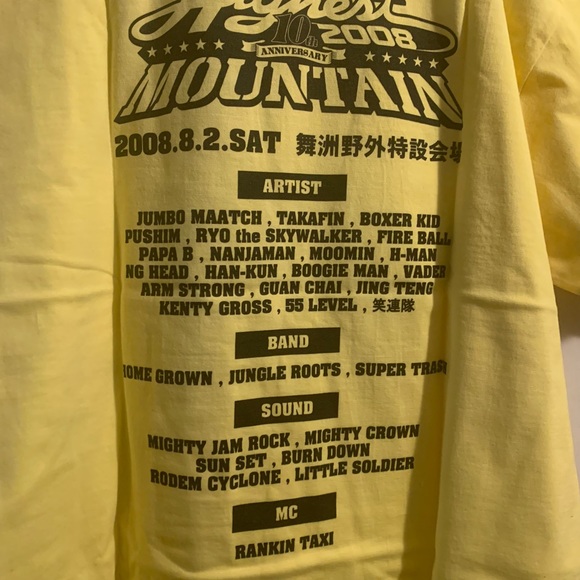 Highest
10th
2008
ANNIVERSARY
MOUNTAIN
2008.8.2.SAT 舞洲野外特設会場
ARTIST
JUMBO MAATCH , TAKAFIN , BOXER KID
PUSHIM , RYO the SKYWALKER , FIRE BALL
PAPA B , NANJAMAN , MOOMIN , H-MAN
NG HEAD , HAN-KUN , BOOGIE MAN , VADER
ARM STRONG , GUAN CHAI , JING TENG
KENTY GROSS , 55 LEVEL , 笑連隊
BAND
HOME GROWN , JUNGLE ROOTS , SUPER TRASH
SOUND
MIGHTY JAM ROCK , MIGHTY CROWN
SUN SET , BURN DOWN
RODEM CYCLONE , LITTLE SOLDIER
MC
RANKIN TAXI